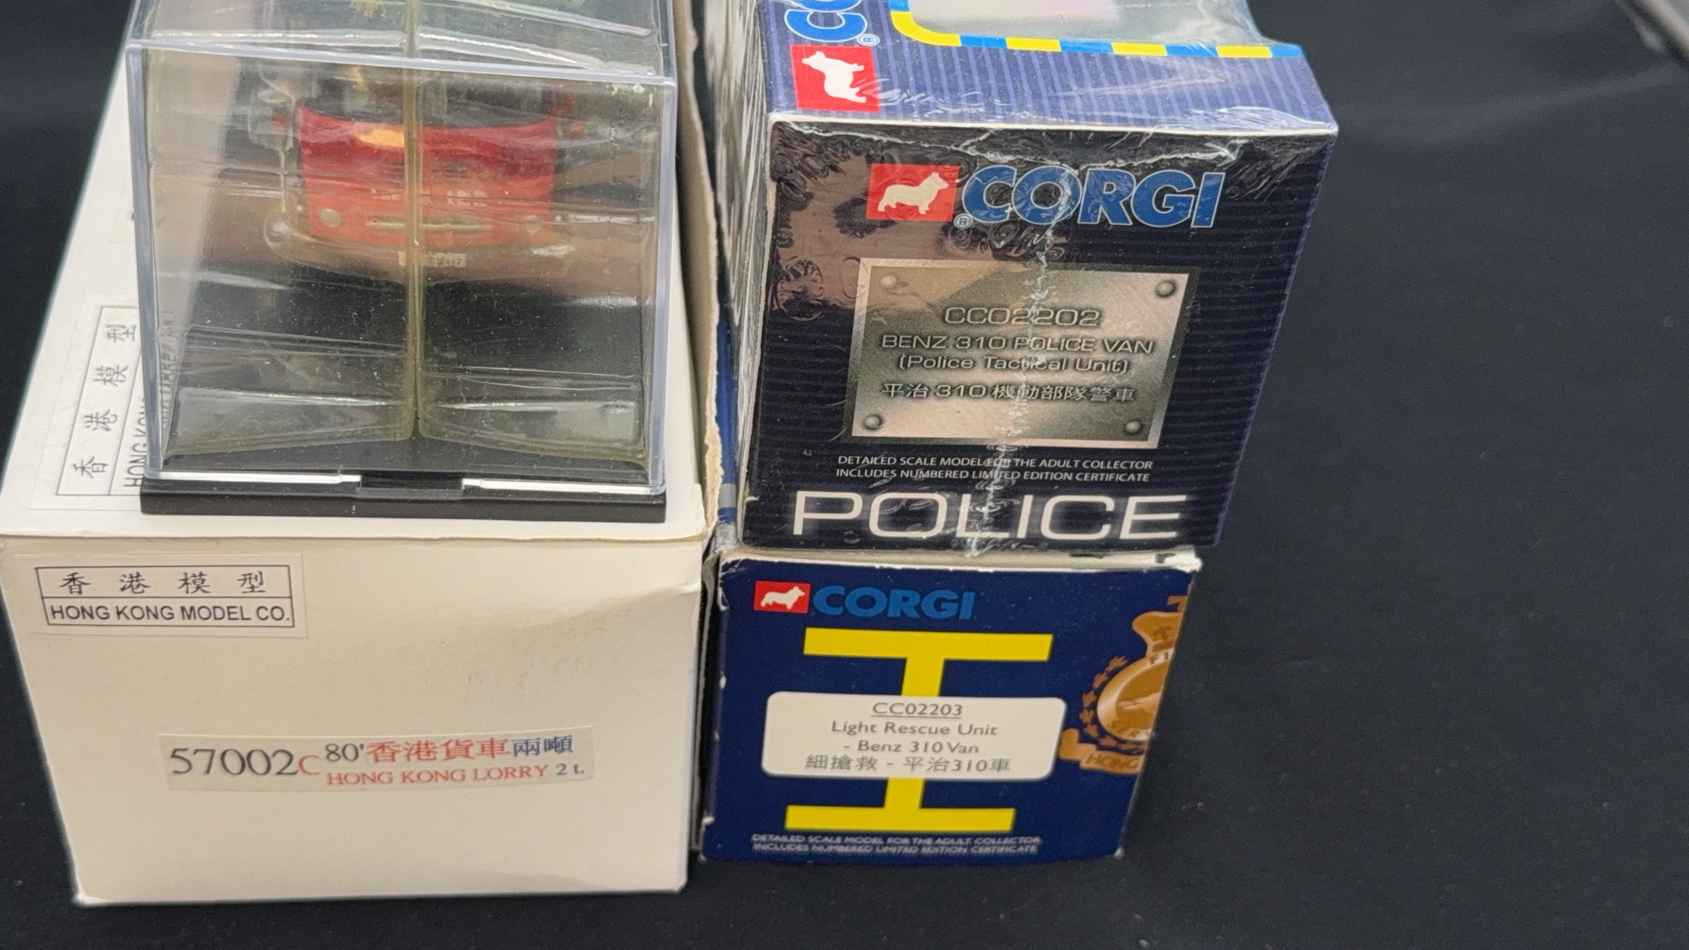 香港模型
HONG KONG MODEL CO.
57002C 80'香港貨車兩噸
HONG KONG LORRY 2 t.
香港模型
CORGI
CC02202
BENZ 310 POLICE VAN
(Police Tactical Unit)
平治310機動部隊警車
DETAILED SCALE MODEL FOR THE ADULT COLLECTOR
INCLUDES NUMBERED LIMITED EDITION CERTIFICATE
POLICE
CORGI
CC02203
Light Rescue Unit
- Benz 310 Van
細搶救 - 平治310車
DETAILED SCALE MODEL FOR THE ADULT COLLECTOR
INCLUDES NUMBERED LIMITED EDITION CERTIFICATE